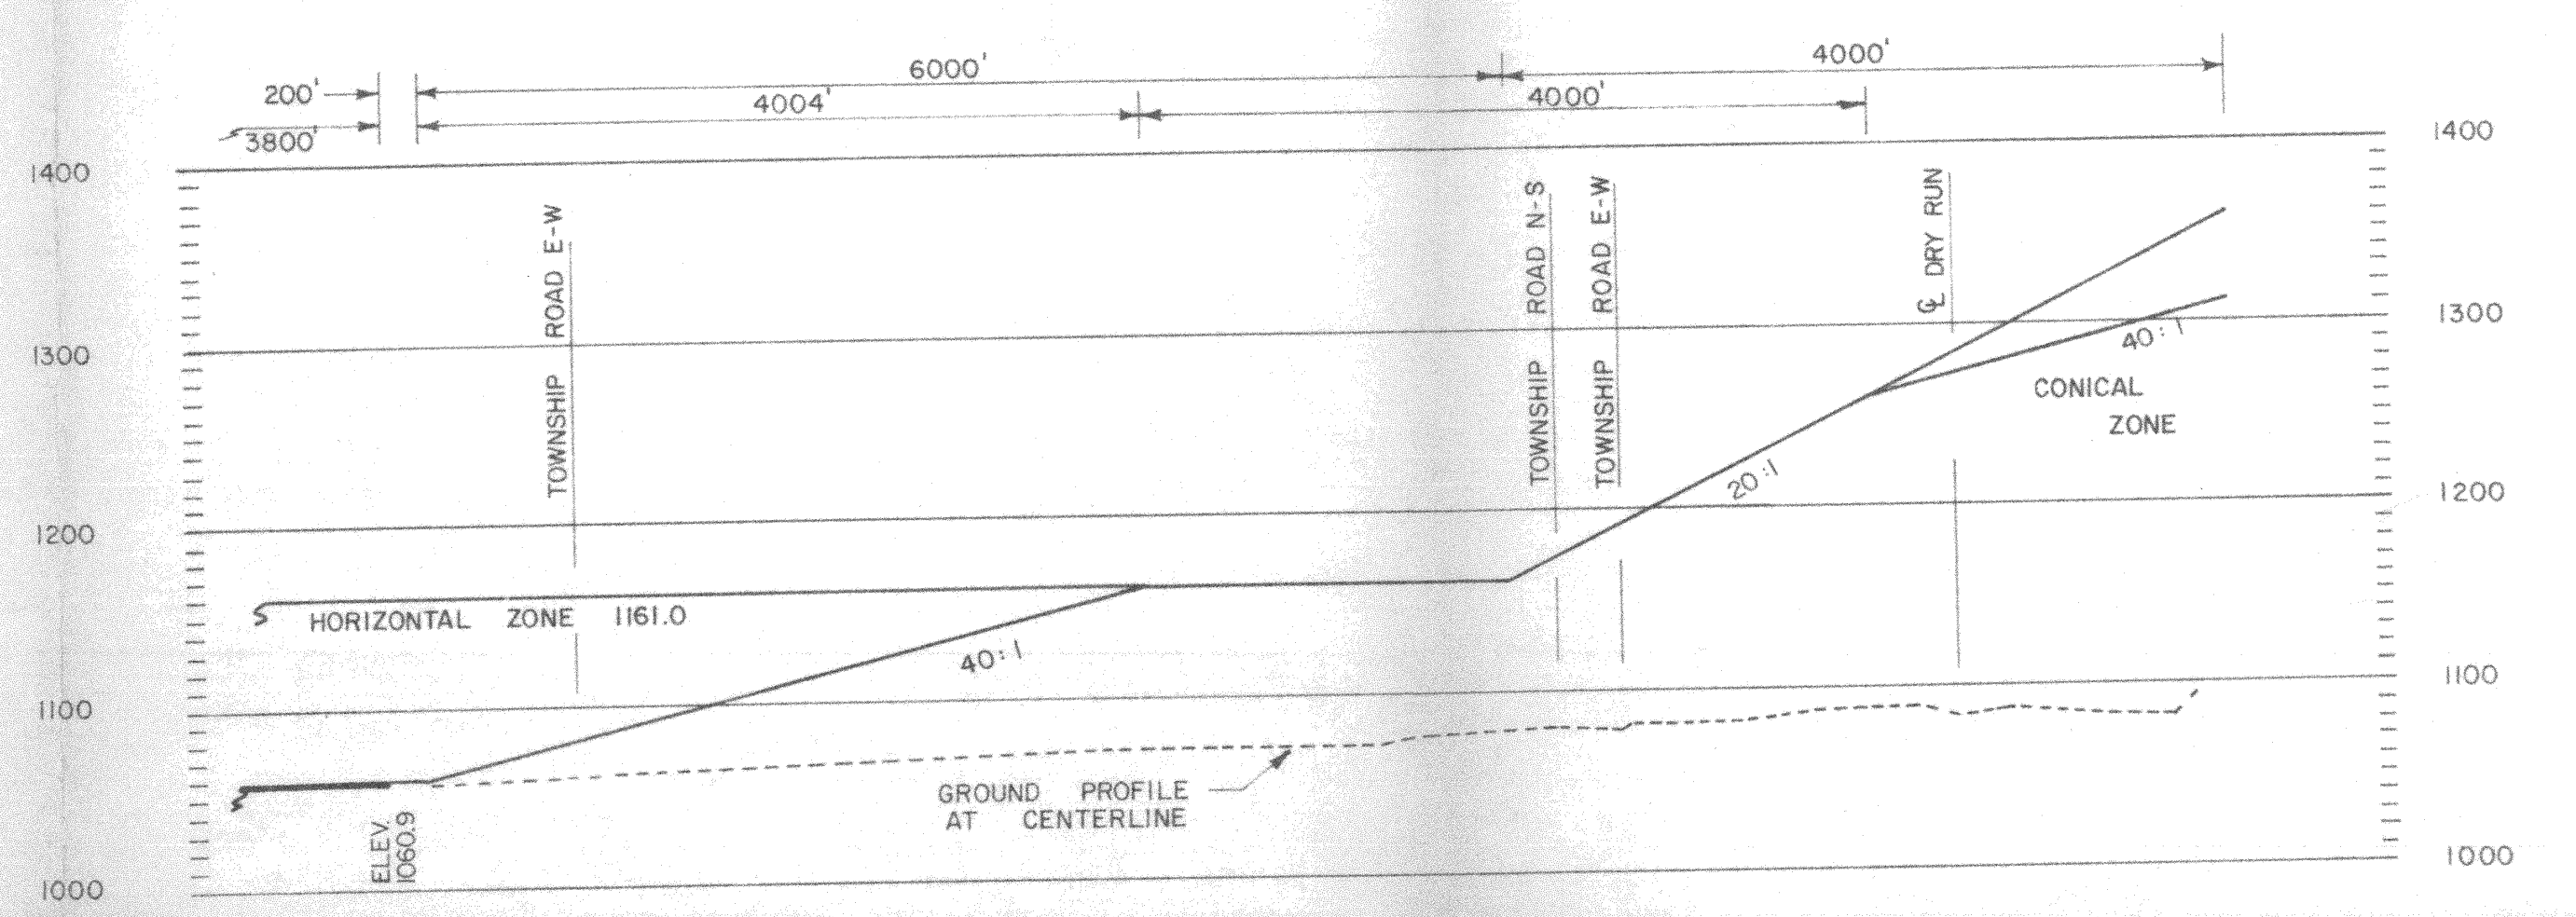 6000'
4000'
200'
4004'
4000'
3800'
1400
1400
TOWNSHIP ROAD E-W
TOWNSHIP ROAD N-S
TOWNSHIP ROAD E-W
℄ DRY RUN
1300
1300
40:1
CONICAL
ZONE
20:1
1200
1200
HORIZONTAL ZONE 1161.0
40:1
1100
1100
GROUND PROFILE
AT CENTERLINE
ELEV.
1060.9
1000
1000